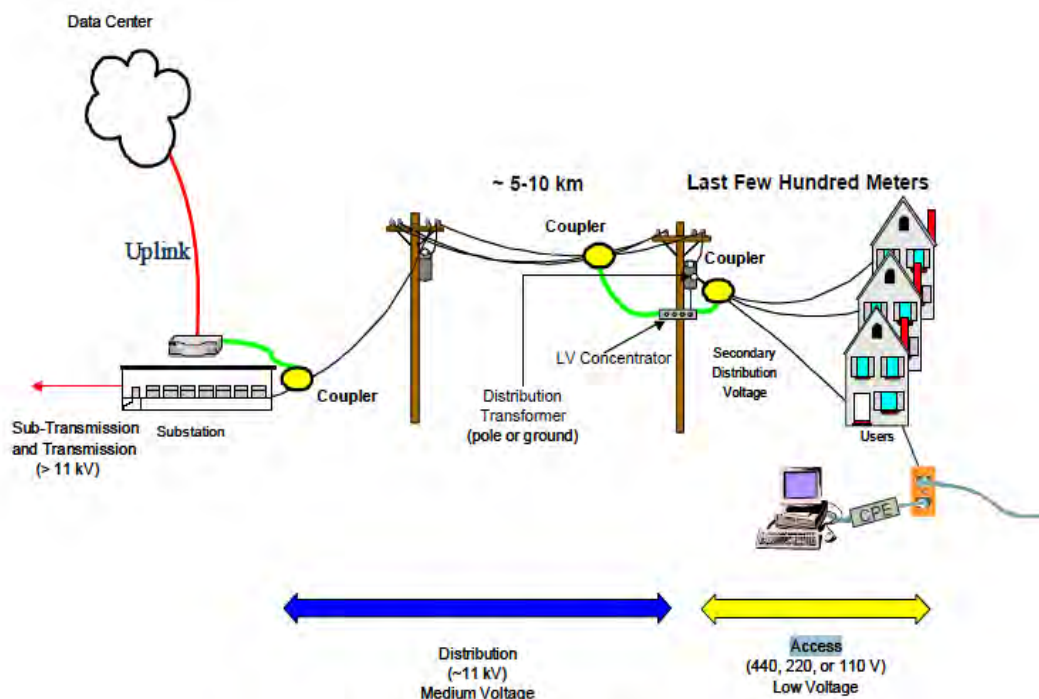 Data Center
Uplink
~ 5-10 km
Last Few Hundred Meters
Coupler
Coupler
LV Concentrator
Secondary
Distribution
Voltage
Distribution
Transformer
(pole or ground)
Coupler
Substation
Sub-Transmission
and Transmission
(> 11 kV)
Users
CPE
Distribution
(~11 kV)
Medium Voltage
Access
(440, 220, or 110 V)
Low Voltage